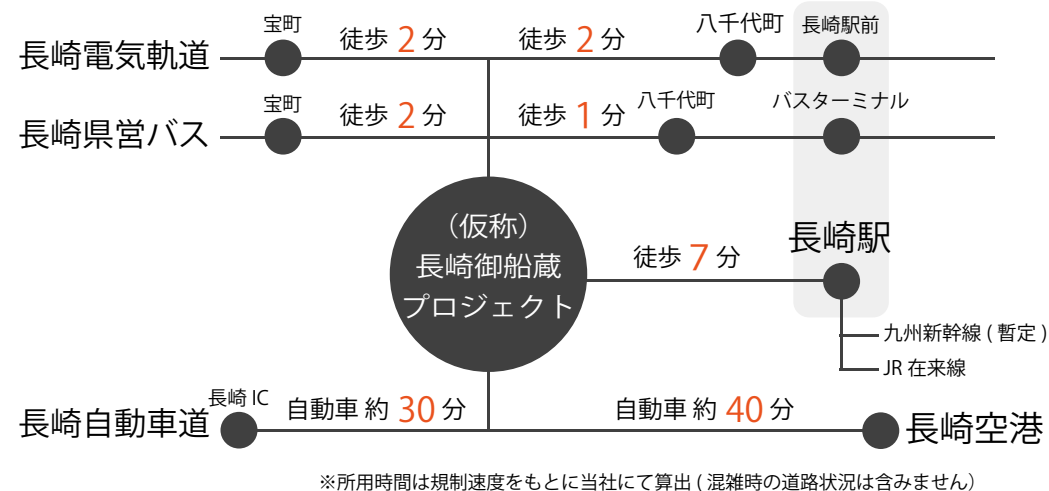 宝町
徒歩 2 分
徒歩 2 分
八千代町
長崎駅前
長崎電気軌道
宝町
徒歩 2 分
徒歩 1 分
八千代町
バスターミナル
長崎県営バス
（仮称）
長崎御船蔵
プロジェクト
徒歩 7 分
長崎駅
九州新幹線 ( 暫定 )
JR 在来線
長崎 IC
自動車 約 30 分
自動車 約 40 分
長崎自動車道
長崎空港
※所用時間は規制速度をもとに当社にて算出 ( 混雑時の道路状況は含みません）